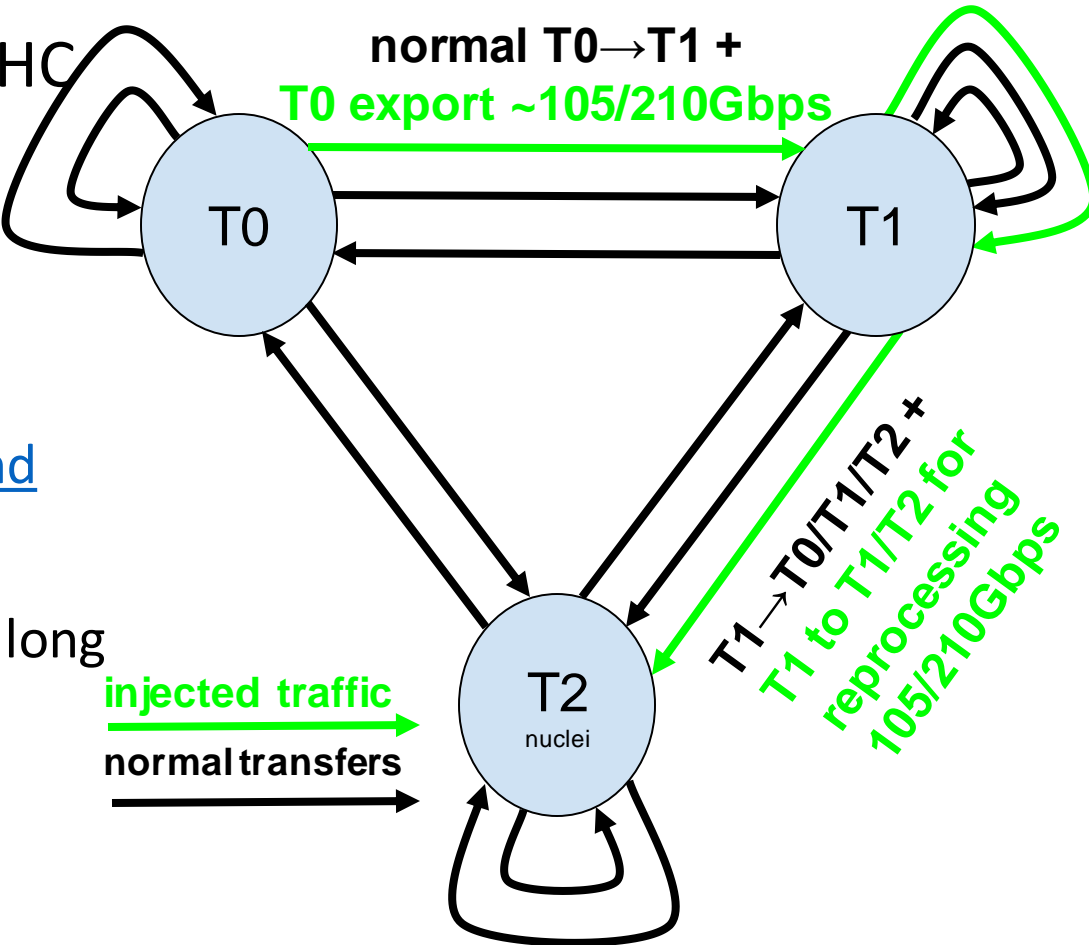 HC
normal T0→T1 +
T0 export ~105/210Gbps
T0
T1
nd
T1→T0/T1/T2 +
T1 to T1/T2 for
reprocessing
105/210Gbps
long
injected traffic
normal transfers
T2
nuclei